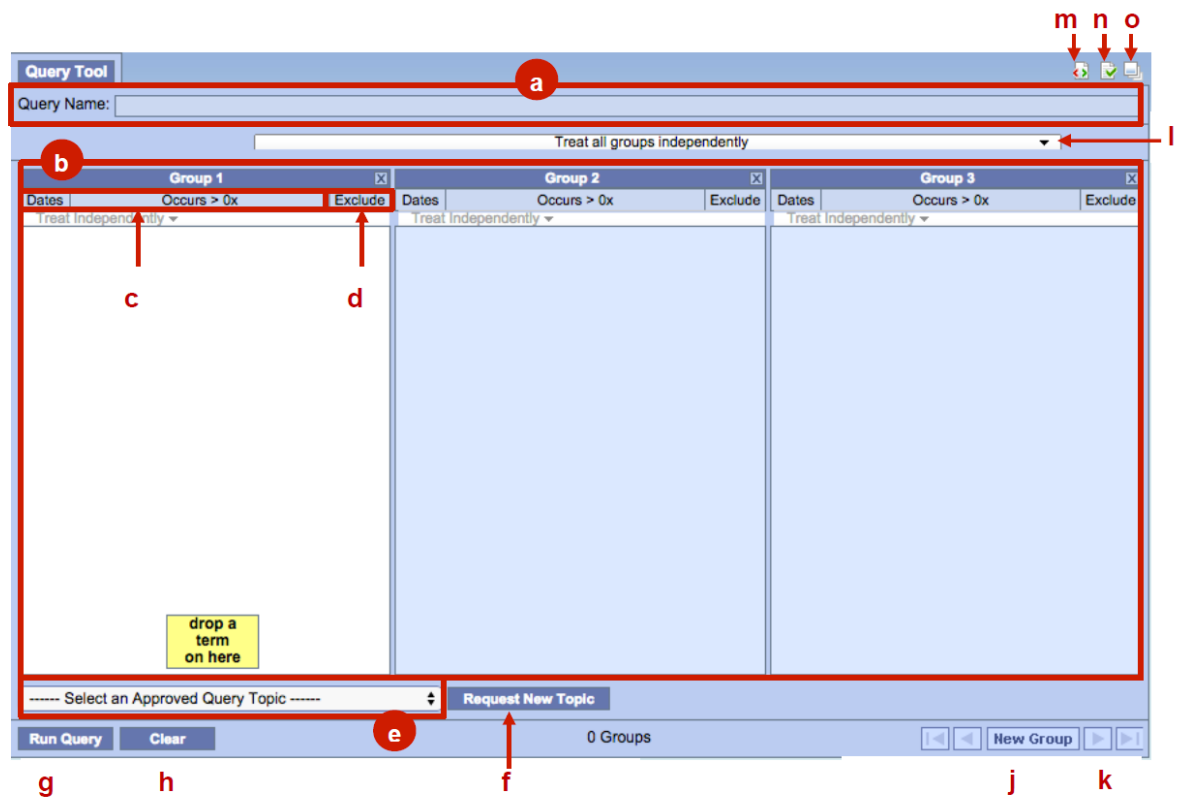 m n o
Query Tool
a
Query Name:
Treat all groups independently
l
b
Group 1 X Group 2 X Group 3 X
Dates Occurs > 0x Exclude Dates Occurs > 0x Exclude Dates Occurs > 0x Exclude
Treat Independently Treat Independently Treat Independently
c d
drop a
term
on here
------ Select an Approved Query Topic ------ Request New Topic
e
Run Query Clear 0 Groups New Group
g h f j k